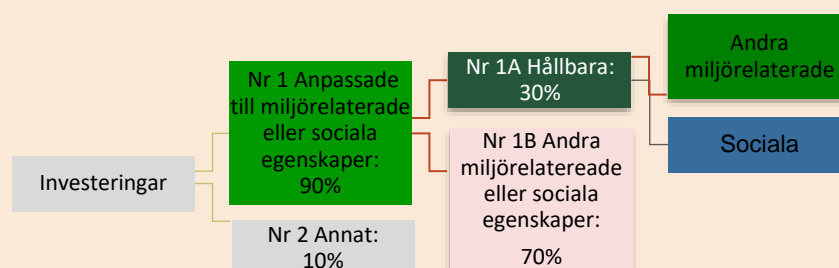 Investeringar
Nr 1 Anpassade
till miljörelaterade
eller sociala
egenskaper:
90%
Nr 2 Annat:
10%
Nr 1A Hållbara:
30%
Nr 1B Andra
miljörelatereade
eller sociala
egenskaper:
70%
Andra
miljörelaterade
Sociala